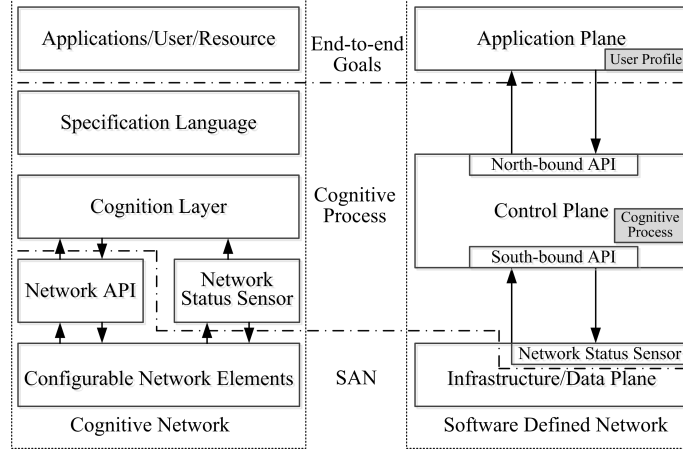 Applications/User/Resource
End-to-end
Goals
Application Plane
User Profile
Specification Language
Cognitive
Process
North-bound API
Cognition Layer
Control Plane
Cognitive
Process
South-bound API
Network API
Network
Status Sensor
Network Status Sensor
Configurable Network Elements
SAN
Infrastructure/Data Plane
Cognitive Network
Software Defined Network